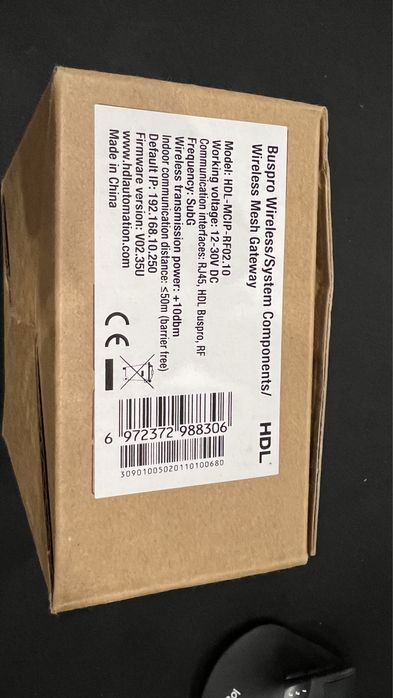 Buspro Wireless/System Components/
Wireless Mesh Gateway
HDL
Model: HDL-MCIP-RF02.10
Working voltage: 12-30V DC
Communication interfaces: RJ45, HDL Buspro, RF
Frequency: SubG
Wireless transmission power: +10dbm
Indoor communication distance: ≤50m (barrier free)
Default IP: 192.168.10.250
Firmware version: V02.35U
www.hdlautomation.com
Made in China
CE
6 972372 988306
30901005020110100680